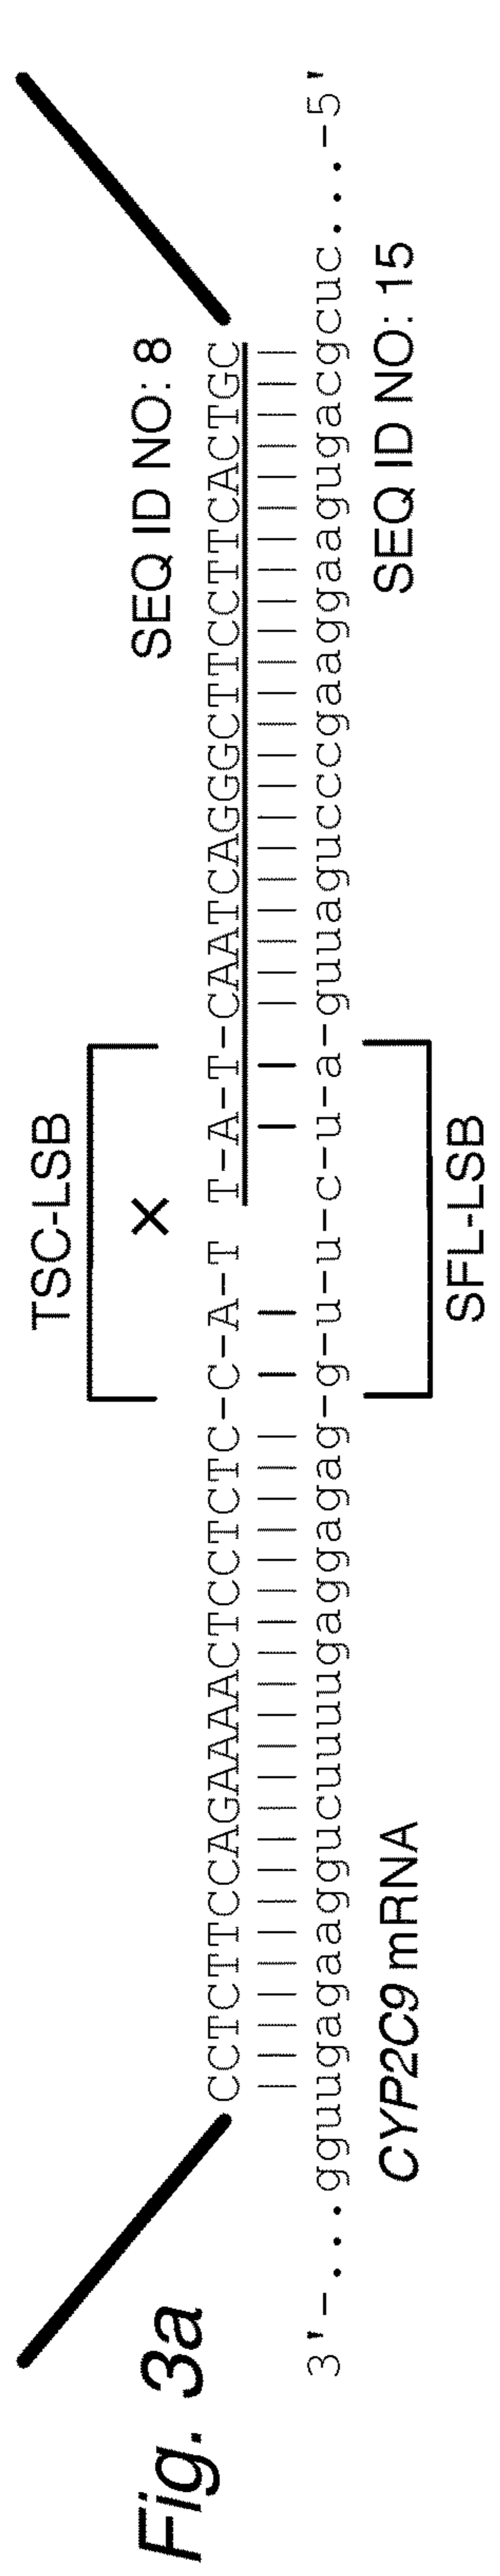 TSC-LSB
SEQ ID NO: 8
×
CCTCTTCCAGAAAACTCCTCTC-C-A-T T-A-T-CAATCAGGGCTTCCTTCACTGC
3'-...gguugagaaggucuuuugaggagag-g-u-u-c-u-a-guuagucccgaaggaagugacgcuc...-5'
CYP2C9 mRNA
SEQ ID NO: 15
SFL-LSB
Fig. 3a